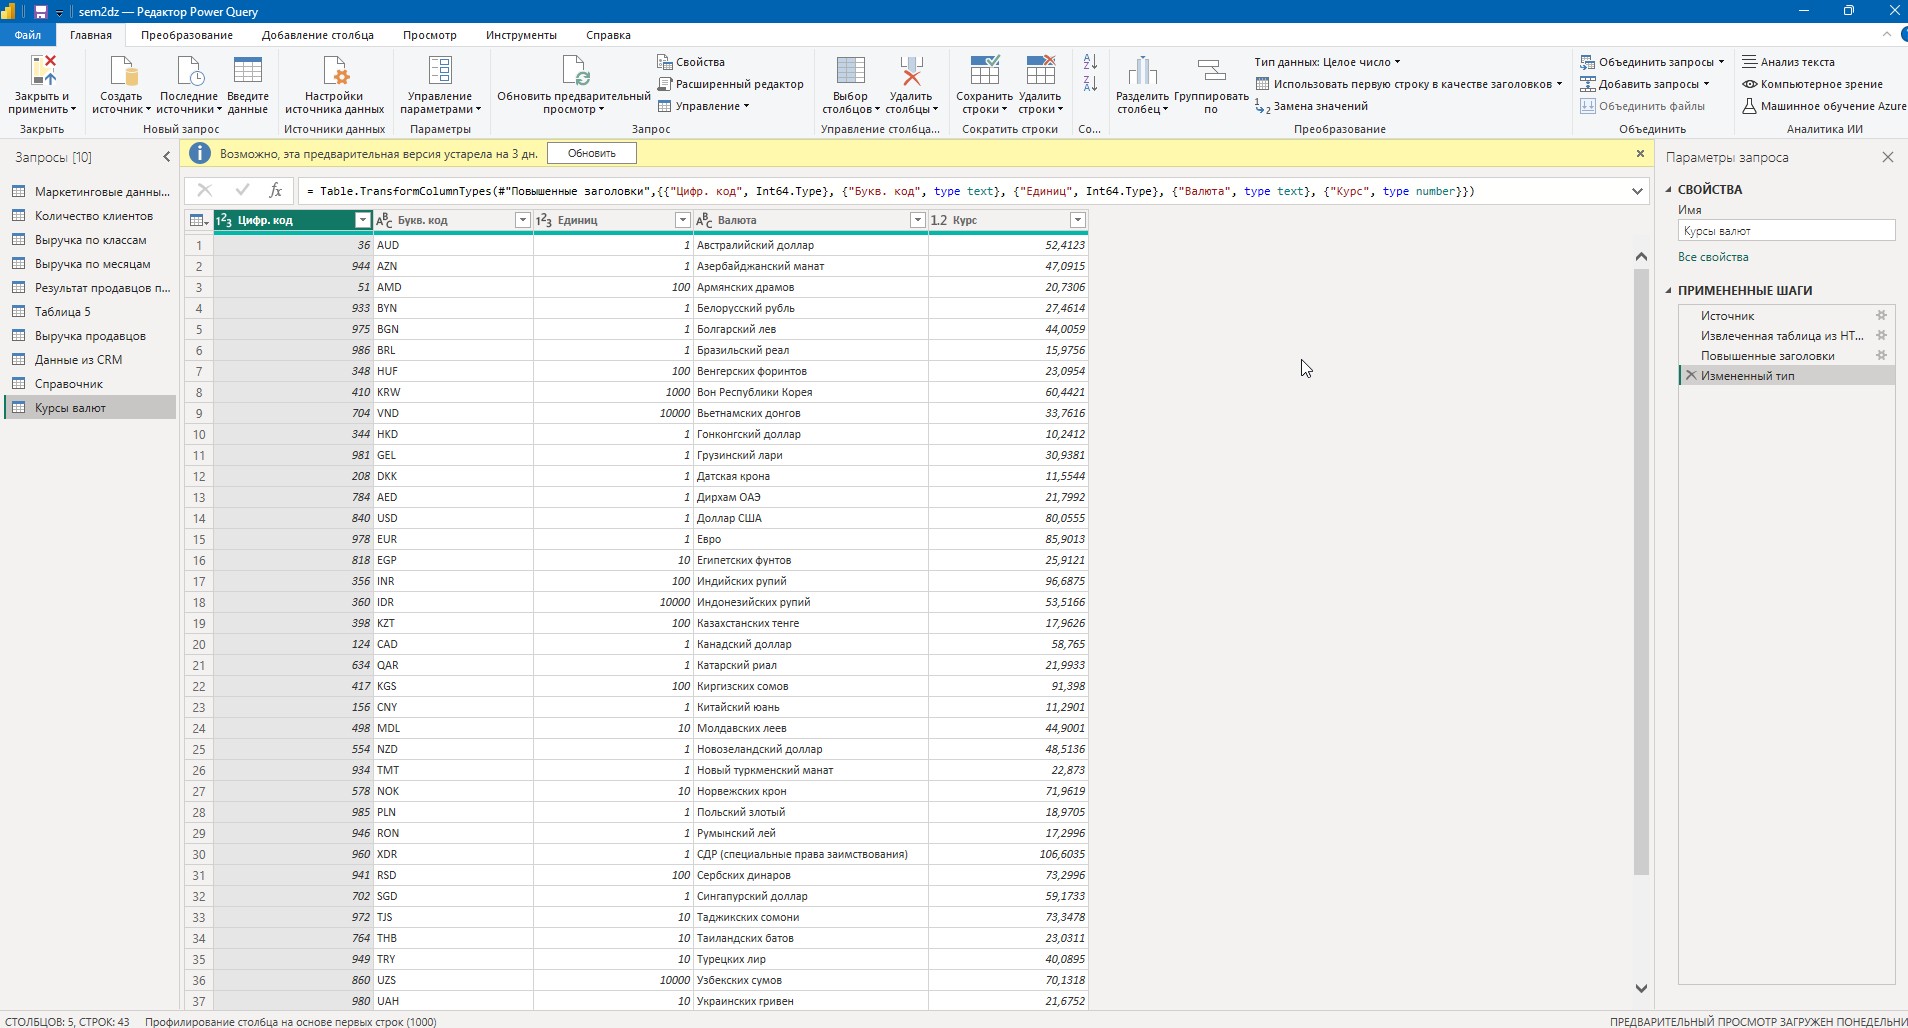 sem2dz — Редактор Power Query
Файл Главная Преобразование Добавление столбца Просмотр Инструменты Справка
Закрыть и применить
Закрыть
Создать источник
Последние источники
Введите данные
Новый запрос
Настройки источника данных
Источники данных
Управление параметрами
Параметры
Обновить предварительный просмотр
Свойства
Расширенный редактор
Управление
Запрос
Выбор столбцов
Удалить столбцы
Управление столбца...
Сохранить строки
Удалить строки
Сократить строки
Со...
Разделить столбец
Группировать по
Тип данных: Целое число
Использовать первую строку в качестве заголовков
Замена значений
Преобразование
Объединить запросы
Добавить запросы
Объединить файлы
Объединить
Анализ текста
Компьютерное зрение
Машинное обучение Azure
Аналитика ИИ
Запросы [10]
Маркетинговые данны...
Количество клиентов
Выручка по классам
Выручка по месяцам
Результат продавцов п...
Таблица 5
Выручка продавцов
Данные из CRM
Справочник
Курсы валют
Возможно, эта предварительная версия устарела на 3 дн. Обновить
= Table.TransformColumnTypes(#"Повышенные заголовки",{{"Цифр. код", Int64.Type}, {"Букв. код", type text}, {"Единиц", Int64.Type}, {"Валюта", type text}, {"Курс", type number}})
Цифр. код Букв. код Единиц Валюта 1.2 Курс
1 36 AUD 1 Австралийский доллар 52,4123
2 944 AZN 1 Азербайджанский манат 47,0915
3 51 AMD 100 Армянских драмов 20,7306
4 933 BYN 1 Белорусский рубль 27,4614
5 975 BGN 1 Болгарский лев 44,0059
6 986 BRL 1 Бразильский реал 15,9756
7 348 HUF 100 Венгерских форинтов 23,0954
8 410 KRW 1000 Вон Республики Корея 60,4421
9 704 VND 10000 Вьетнамских донгов 33,7616
10 344 HKD 1 Гонконгский доллар 10,2412
11 981 GEL 1 Грузинский лари 30,9381
12 208 DKK 1 Датская крона 11,5544
13 784 AED 1 Дирхам ОАЭ 21,7992
14 840 USD 1 Доллар США 80,0555
15 978 EUR 1 Евро 85,9013
16 818 EGP 10 Египетских фунтов 25,9121
17 356 INR 100 Индийских рупий 96,6875
18 360 IDR 10000 Индонезийских рупий 53,5166
19 398 KZT 100 Казахстанских тенге 17,9626
20 124 CAD 1 Канадский доллар 58,765
21 634 QAR 1 Катарский риал 21,9933
22 417 KGS 100 Киргизских сомов 91,398
23 156 CNY 1 Китайский юань 11,2901
24 498 MDL 10 Молдавских леев 44,9001
25 554 NZD 1 Новозеландский доллар 48,5136
26 934 TMT 1 Новый туркменский манат 22,873
27 578 NOK 10 Норвежских крон 71,9619
28 985 PLN 1 Польский злотый 18,9705
29 946 RON 1 Румынский лей 17,2996
30 960 XDR 1 СДР (специальные права заимствования) 106,6035
31 941 RSD 100 Сербских динаров 73,2996
32 702 SGD 1 Сингапурский доллар 59,1733
33 972 TJS 10 Таджикских сомони 73,3478
34 764 THB 10 Таиландских батов 23,0311
35 949 TRY 10 Турецких лир 40,0895
36 860 UZS 10000 Узбекских сумов 70,1318
37 980 UAH 10 Украинских гривен 21,6752
Параметры запроса
СВОЙСТВА
Имя
Курсы валют
Все свойства
ПРИМЕНЕННЫЕ ШАГИ
Источник
Извлеченная таблица из HT...
Повышенные заголовки
Измененный тип
СТОЛБЦОВ: 5, СТРОК: 43 Профилирование столбца на основе первых строк (1000)
ПРЕДВАРИТЕЛЬНЫЙ ПРОСМОТР ЗАГРУЖЕН ПОНЕДЕЛЬНИ